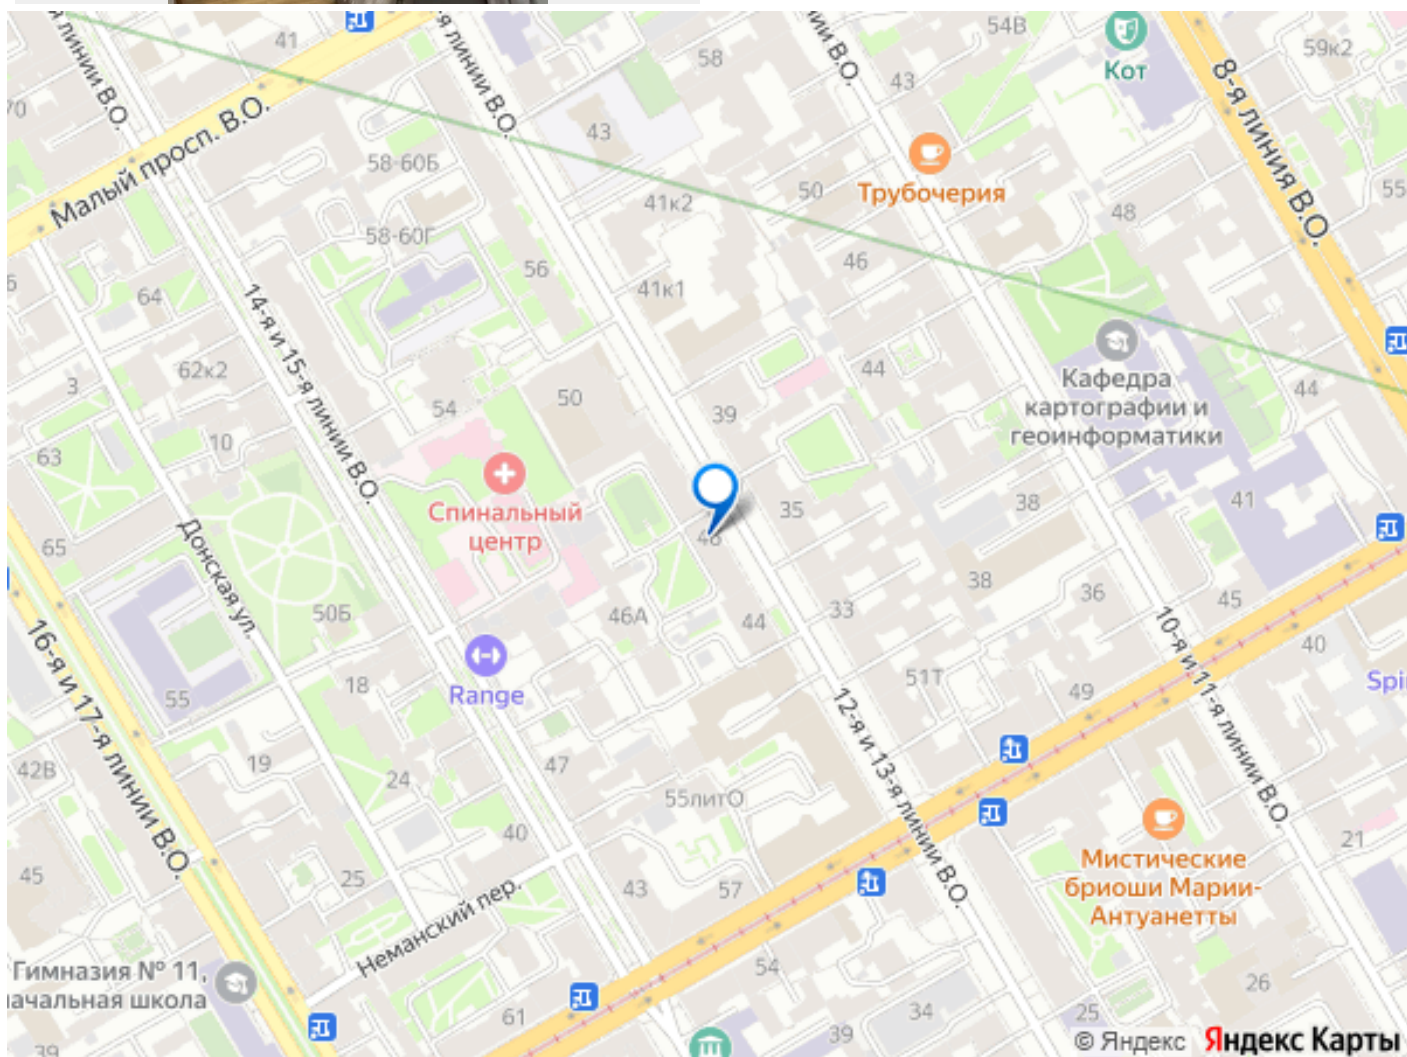 41
54В
59к2
58
Кот
43
70
линии В.О.
8-я линия В.О.
43
Малый просп. В.О.
58-60Б
Трубочерия
50
55
41к2
48
58-60Г
56
46
64
41к1
14-я и 15-я линии В.О.
62к2
3
44
Кафедра
картографии и
геоинформатики
44
54
50
39
10
63
Спинальный
центр
35
38
41
65
48
Донская ул.
50Б
46А
44
33
38
36
45
16-я и 17-я линии В.О.
Range
18
55
51Т
49
40
10-я и 11-я линии В.О.
12-я и 13-я линии В.О.
42В
19
24
47
55литО
40
21
Мистические
бриоши Марии-
Антуанетты
45
25
43
57
Неманский пер.
Гимназия № 11,
начальная школа
54
26
61
34
25
39
39
© Яндекс Яндекс Карты